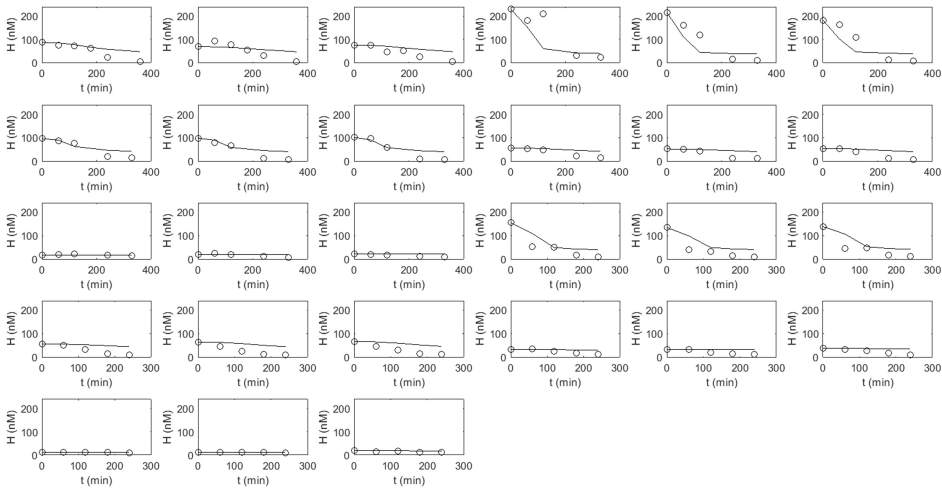 H (nM) H (nM) H (nM) H (nM) H (nM) H (nM)
200 200 200 200 200 200
100 100 100 100 100 100
0 0 0 0 0 0
0 200 400 0 200 400 0 200 400 0 200 400 0 200 400 0 200 400
t (min) t (min) t (min) t (min) t (min) t (min)
H (nM) H (nM) H (nM) H (nM) H (nM) H (nM)
200 200 200 200 200 200
100 100 100 100 100 100
0 0 0 0 0 0
0 200 400 0 200 400 0 200 400 0 200 400 0 200 400 0 200 400
t (min) t (min) t (min) t (min) t (min) t (min)
H (nM) H (nM) H (nM) H (nM) H (nM) H (nM)
200 200 200 200 200 200
100 100 100 100 100 100
0 0 0 0 0 0
0 200 400 0 200 400 0 200 400 0 100 200 300 0 100 200 300 0 100 200 300
t (min) t (min) t (min) t (min) t (min) t (min)
H (nM) H (nM) H (nM) H (nM) H (nM) H (nM)
200 200 200 200 200 200
100 100 100 100 100 100
0 0 0 0 0 0
0 100 200 300 0 100 200 300 0 100 200 300 0 100 200 300 0 100 200 300 0 100 200 300
t (min) t (min) t (min) t (min) t (min) t (min)
H (nM) H (nM) H (nM)
200 200 200
100 100 100
0 0 0
0 100 200 300 0 100 200 300 0 100 200 300
t (min) t (min) t (min)